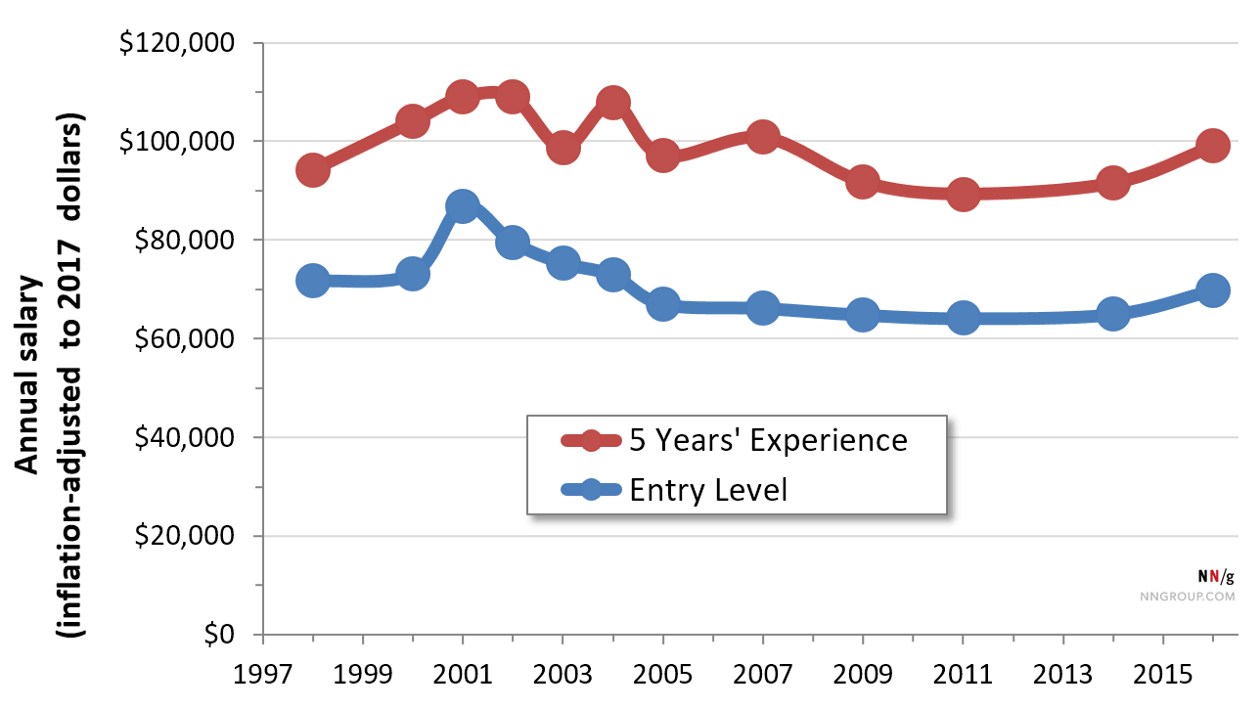 Annual salary
(inflation-adjusted to 2017 dollars)
$120,000
$100,000
$80,000
$60,000
$40,000
$20,000
$0
5 Years' Experience
Entry Level
NN/g
NNGROUP.COM
1997 1999 2001 2003 2005 2007 2009 2011 2013 2015